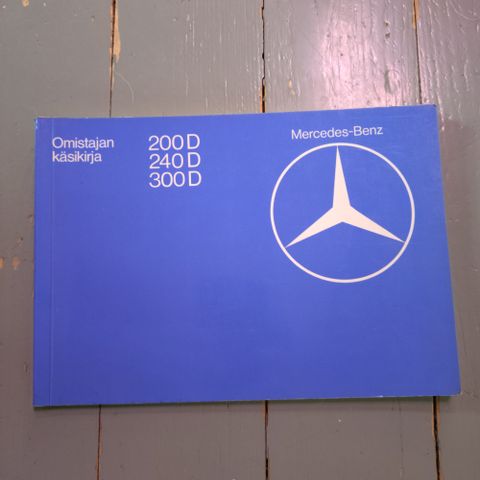 Omistajan
käsikirja
200 D
240 D
300 D
Mercedes-Benz